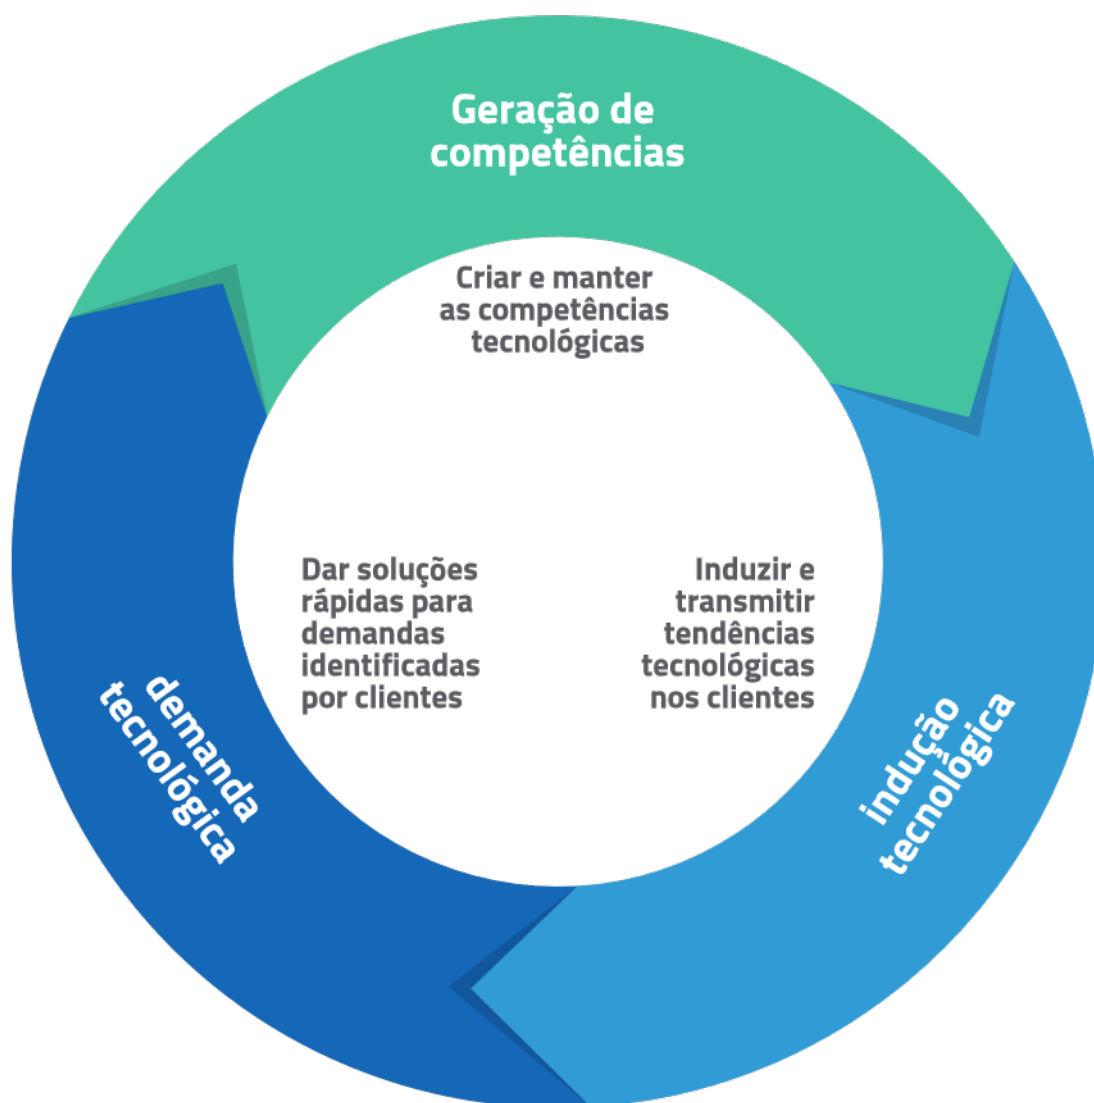 Geração de
competências
Criar e manter
as competências
tecnológicas
Dar soluções
rápidas para
demandas
identificadas
por clientes
Induzir e
transmitir
tendências
tecnológicas
nos clientes
demanda
tecnológica
indução
tecnológica